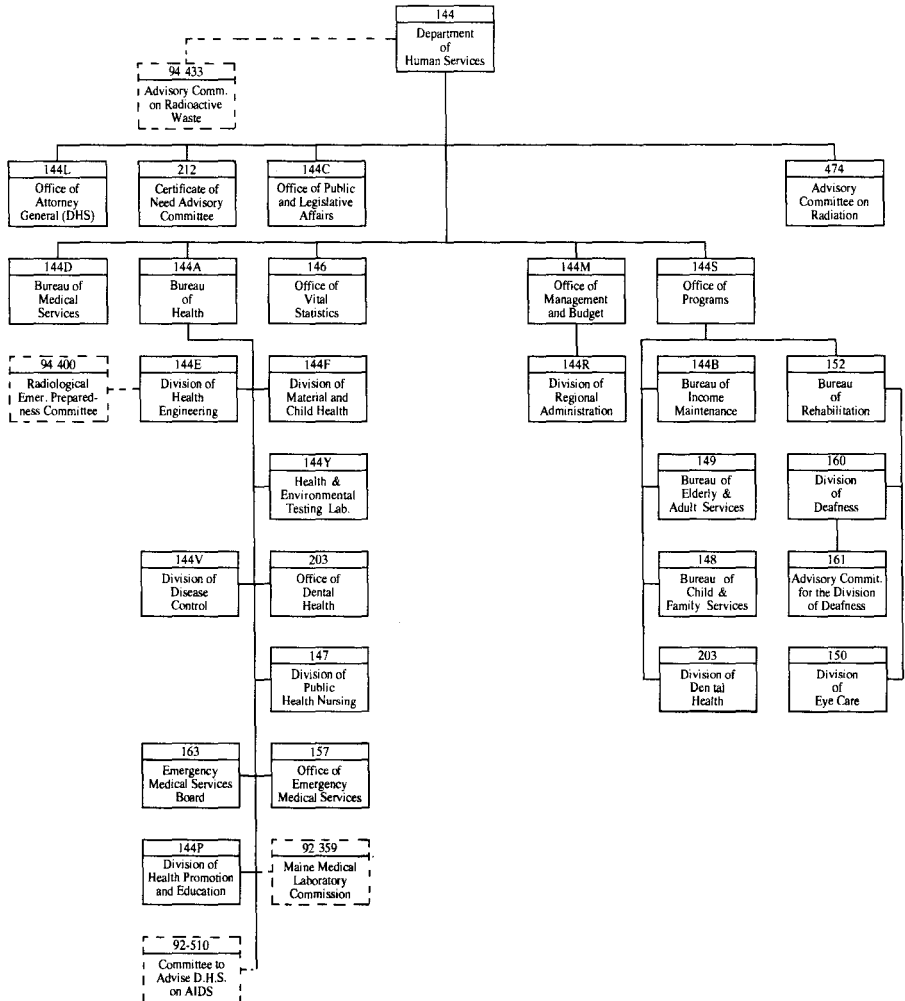 144
Department
of
Human Services
94 433
Advisory Comm.
on Radioactive
Waste
144L
Office of
Attorney
General (DHS)
212
Certificate of
Need Advisory
Committee
144C
Office of Public
and Legislative
Affairs
474
Advisory
Committee on
Radiation
144D
Bureau of
Medical
Services
144A
Bureau
of
Health
146
Office of
Vital
Statistics
144M
Office of
Management
and Budget
144S
Office of
Programs
94 400
Radiological
Emer. Prepared-
ness Committee
144E
Division of
Health
Engineering
144F
Division of
Material and
Child Health
144R
Division of
Regional
Administration
144B
Bureau of
Income
Maintenance
152
Bureau
of
Rehabilitation
144Y
Health &
Environmental
Testing Lab.
149
Bureau of
Elderly &
Adult Services
160
Division
of
Deafness
144V
Division of
Disease
Control
203
Office of
Dental
Health
148
Bureau of
Child &
Family Services
161
Advisory Commit.
for the Division
of Deafness
147
Division of
Public
Health Nursing
203
Division of
Den tal
Health
150
Division
of
Eye Care
163
Emergency
Medical Services
Board
157
Office of
Emergency
Medical Services
144P
Division of
Health Promotion
and Education
92 359
Maine Medical
Laboratory
Commission
92-510
Committee to
Advise D.H.S.
on AIDS